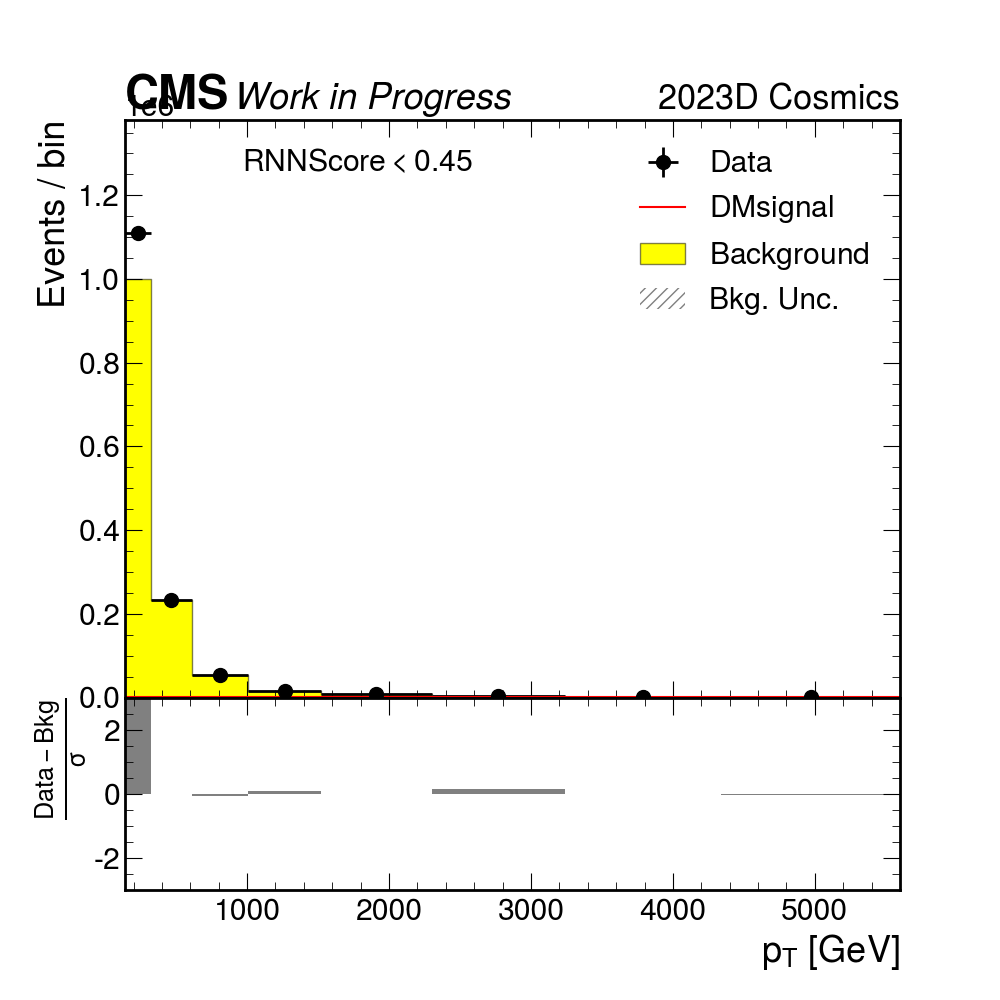 CMS Work in Progress 2023D Cosmics
1e6
Events / bin
RNNScore < 0.45
Data
DMsignal
Background
Bkg. Unc.
1.2
1.0
0.8
0.6
0.4
0.2
0.0
Data – Bkg
σ
2
0
-2
1000 2000 3000 4000 5000
pT [GeV]